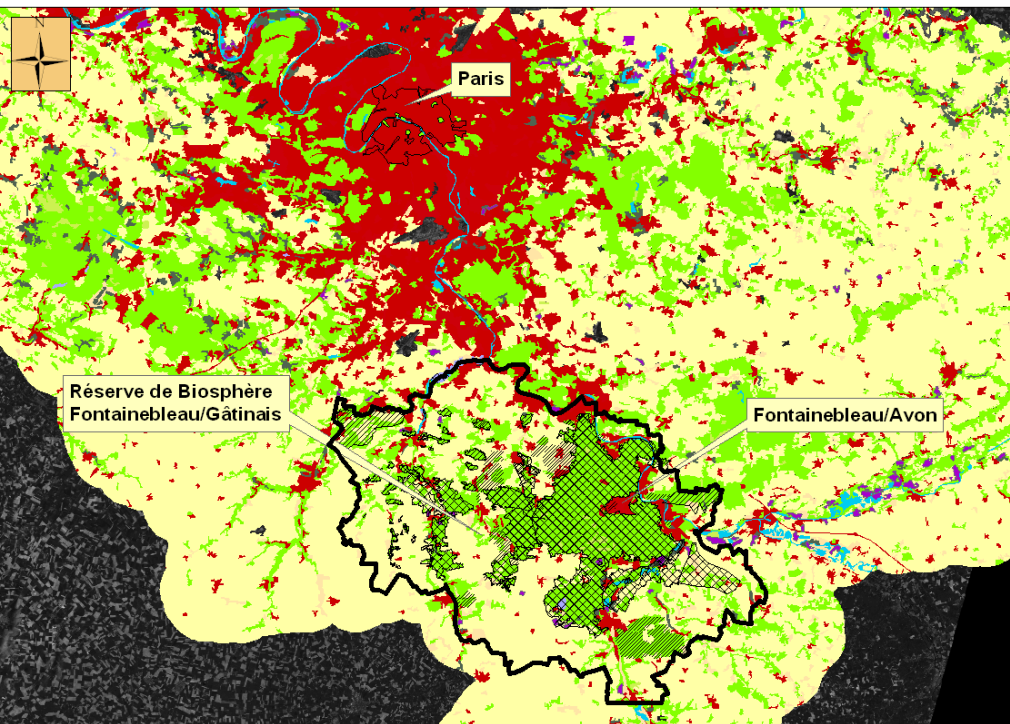 Paris
Réserve de Biosphère
Fontainebleau/Gâtinais
Fontainebleau/Avon